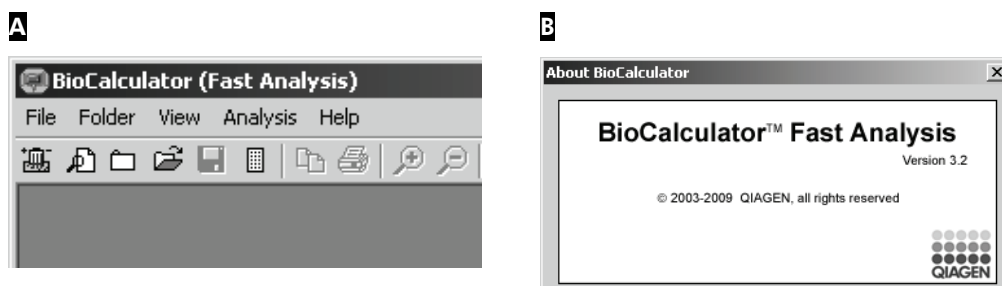 A
BioCalculator (Fast Analysis)
File Folder View Analysis Help
B
About BioCalculator
BioCalculator™ Fast Analysis
Version 3.2
© 2003-2009 QIAGEN, all rights reserved
QIAGEN